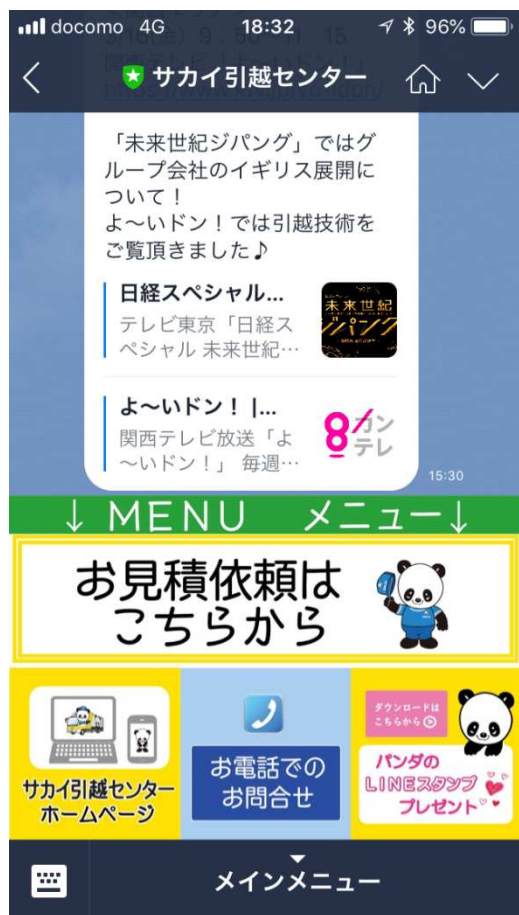 docomo 4G 18:32 96%
サカイ引越センター
「未来世紀ジパング」ではグ
ループ会社のイギリス展開に
ついて！
よ〜いドン！では引越技術を
ご覧頂きました♪
日経スペシャル...
テレビ東京「日経ス
ペシャル 未来世紀…
未来世紀
ジパング
よ〜いドン！ |...
関西テレビ放送「よ
〜いドン！」 毎週…
8 カン
テレ
15:30
↓ MENU メニュー↓
お見積依頼は
こちらから
サカイ引越センター
ホームページ
お電話での
お問合せ
ダウンロードは
こちらから
パンダの
LINEスタンプ
プレゼント
メインメニュー